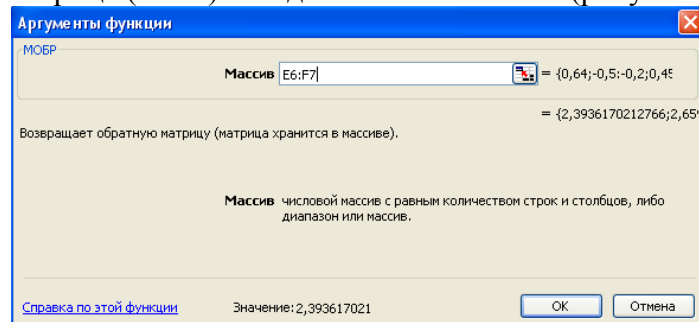 Аргументы функции
МОБР
Массив E6:F7 = {0,64;-0,5:-0,2;0,45
= {2,3936170212766;2,659
Возвращает обратную матрицу (матрица хранится в массиве).
Массив числовой массив с равным количеством строк и столбцов, либо
диапазон или массив.
Справка по этой функции Значение:2,393617021 ОК Отмена